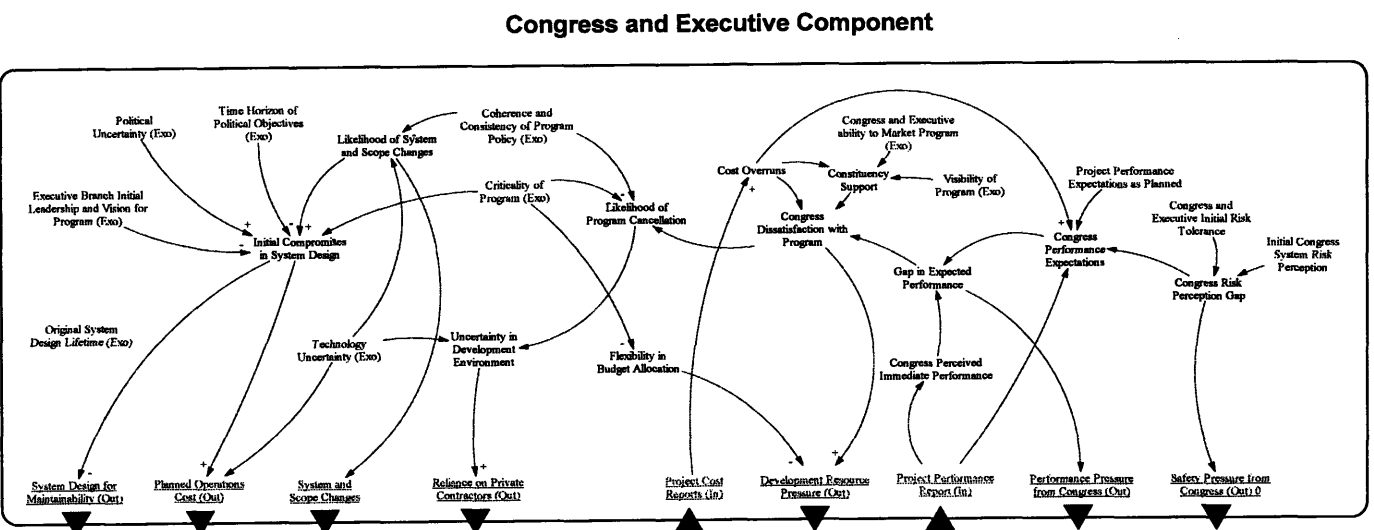 Congress and Executive Component
Political
Uncertainty (Exo)
Time Horizon of
Political Objectives
(Exo)
Likelihood of System
and Scope Changes
Coherence and
Consistency of Program
Policy (Exo)
Congress and Executive
ability to Market Program
(Exo)
Cost Overruns
+
Constituency
Support
Visibility of
Program (Exo)
Project Performance
Expectations as Planned
Executive Branch Initial
Leadership and Vision for
Program (Exo)
Criticality of
Program (Exo)
-
Likelihood of
Program Cancellation
Congress
Dissatisfaction with
Program
Congress and
Executive Initial Risk
Tolerance
+
-
+
-
Initial Compromises
in System Design
+
Congress
Performance
Expectations
Initial Congress
System Risk
Perception
Gap in Expected
Performance
Congress Risk
Perception Gap
Original System
Design Lifetime (Exo)
Technology
Uncertainty (Exo)
Uncertainty in
Development
Environment
-
Flexibility in
Budget Allocation
Congress Perceived
Immediate Performance
-
System Design for
Maintainability (Out)
+
Planned Operations
Cost (Out)
System and
Scope Changes
+
Reliance on Private
Contractors (Out)
Project Cost
Reports (In)
-
+
Development Resource
Pressure (Out)
Project Performance
Report (In)
Performance Pressure
from Congress (Out)
Safety Pressure from
Congress (Out) 0